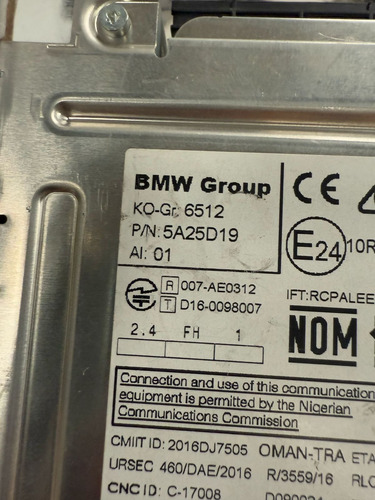 BMW Group
KO-Gr: 6512
P/N: 5A25D19
AI: 01
CE
E24 10R
R 007-AE0312
T D16-0098007
IFT:RCPALEE
2.4 FH 1
NOM
Connection and use of this communication
equipment is permitted by the Nigerian
Communications Commission
CMIIT ID: 2016DJ7505 OMAN-TRA
URSEC 460/DAE/2016 R/3559/16
CNC ID: C-17008